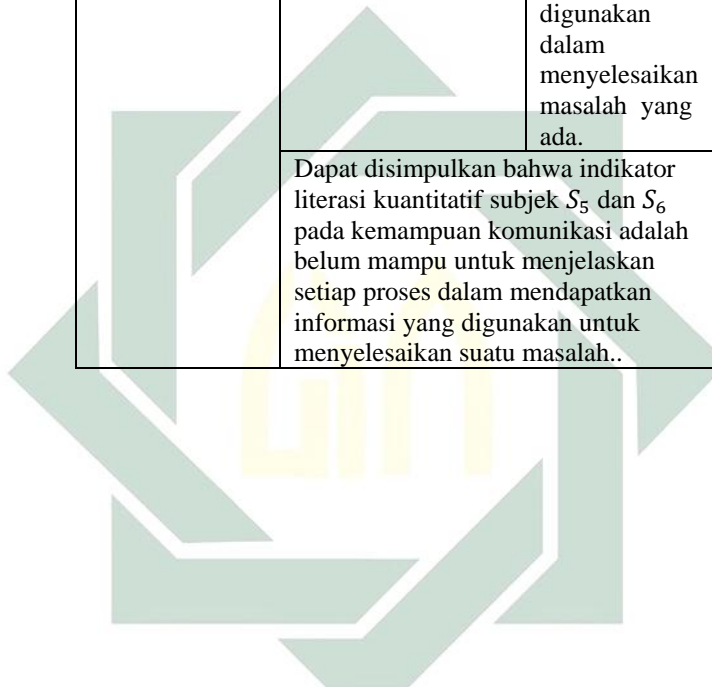 digunakan
dalam
menyelesaikan
masalah yang
ada.
Dapat disimpulkan bahwa indikator
literasi kuantitatif subjek S₅ dan S₆
pada kemampuan komunikasi adalah
belum mampu untuk menjelaskan
setiap proses dalam mendapatkan
informasi yang digunakan untuk
menyelesaikan suatu masalah..